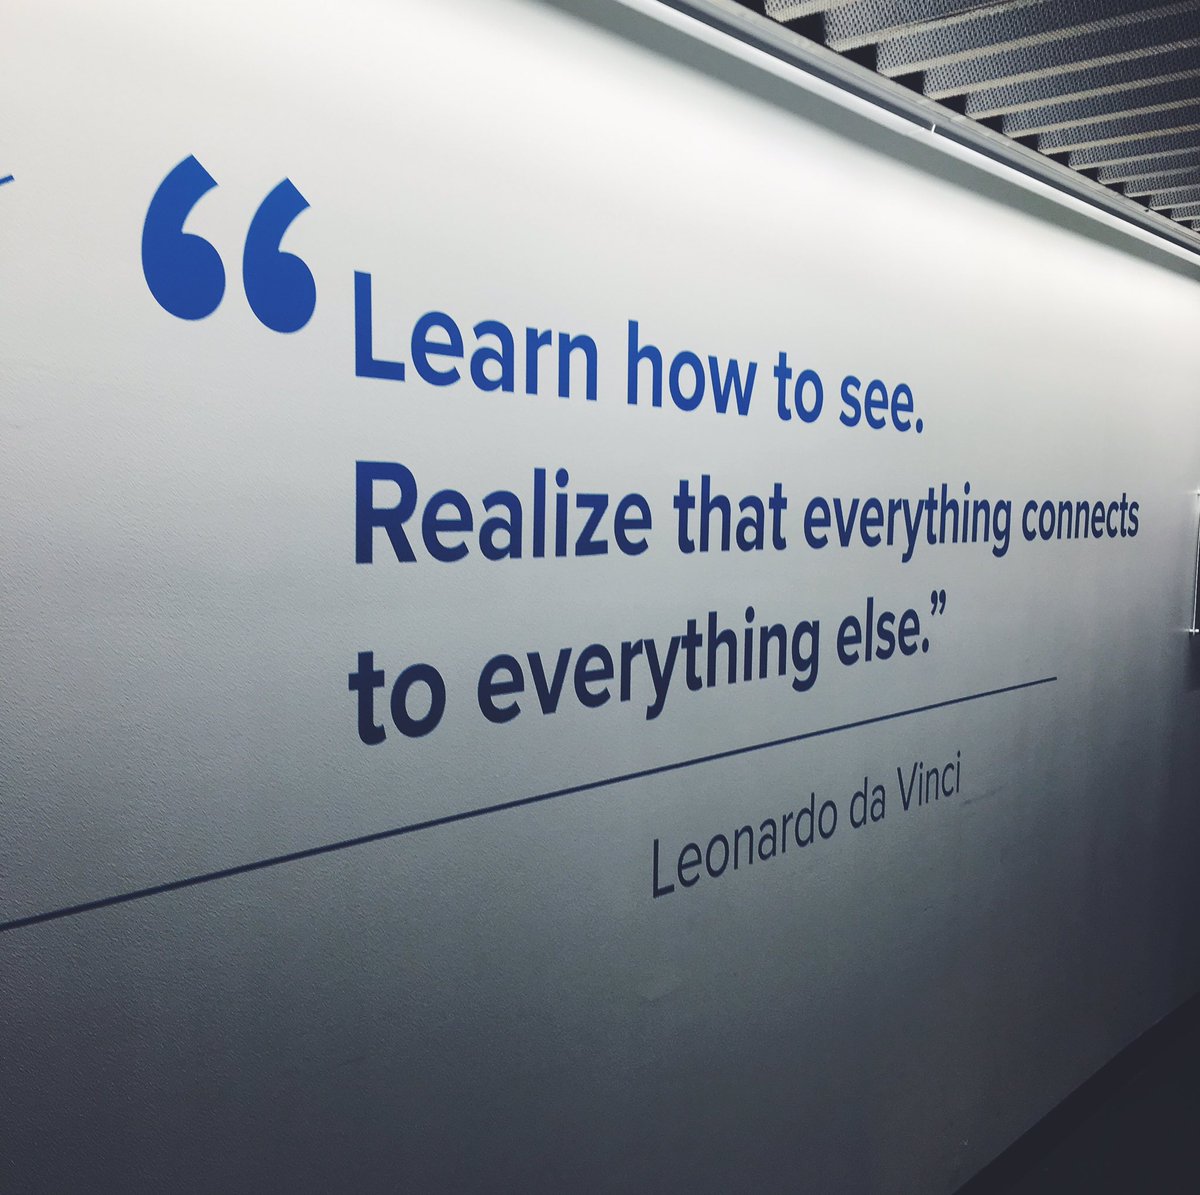 “Learn how to see.
Realize that everything connects
to everything else.”
Leonardo da Vinci